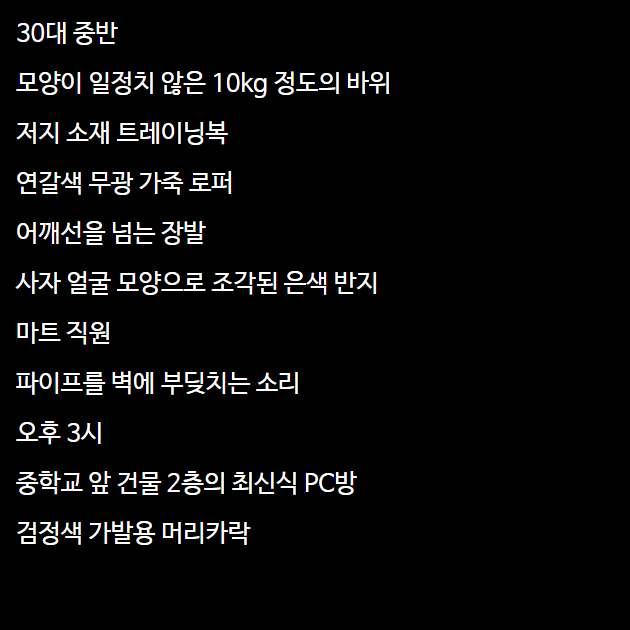 30대 중반
모양이 일정치 않은 10kg 정도의 바위
저지 소재 트레이닝복
연갈색 무광 가죽 로퍼
어깨선을 넘는 장발
사자 얼굴 모양으로 조각된 은색 반지
마트 직원
파이프를 벽에 부딪치는 소리
오후 3시
중학교 앞 건물 2층의 최신식 PC방
검정색 가발용 머리카락